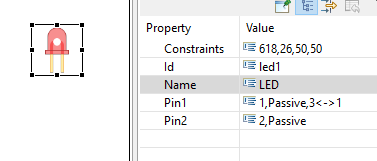 Property Value
Constraints 618,26,50,50
Id led1
Name LED
Pin1 1,Passive,3<->1
Pin2 2,Passive